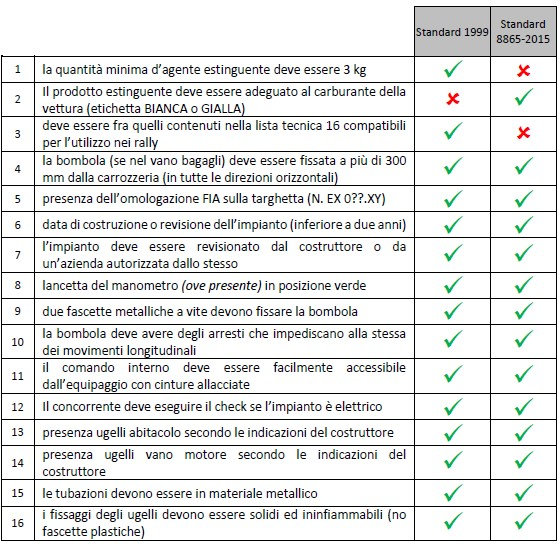 Standard 1999
Standard
8865-2015
1 la quantità minima d'agente estinguente deve essere 3 kg ✓ ✗
2 Il prodotto estinguente deve essere adeguato al carburante della
vettura (etichetta BIANCA o GIALLA) ✗ ✓
3 deve essere fra quelli contenuti nella lista tecnica 16 compatibili
per l'utilizzo nei rally ✓ ✗
4 la bombola (se nel vano bagagli) deve essere fissata a più di 300
mm dalla carrozzeria (in tutte le direzioni orizzontali) ✓ ✓
5 presenza dell'omologazione FIA sulla targhetta (N. EX 0??.XY) ✓ ✓
6 data di costruzione o revisione dell'impianto (inferiore a due anni) ✓ ✓
7 l'impianto deve essere revisionato dal costruttore o da
un'azienda autorizzata dallo stesso ✓ ✓
8 lancetta del manometro (ove presente) in posizione verde ✓ ✓
9 due fascette metalliche a vite devono fissare la bombola ✓ ✓
10 la bombola deve avere degli arresti che impediscano alla stessa
dei movimenti longitudinali ✓ ✓
11 il comando interno deve essere facilmente accessibile
dall'equipaggio con cinture allacciate ✓ ✓
12 Il concorrente deve eseguire il check se l'impianto è elettrico ✓ ✓
13 presenza ugelli abitacolo secondo le indicazioni del costruttore ✓ ✓
14 presenza ugelli vano motore secondo le indicazioni del
costruttore ✓ ✓
15 le tubazioni devono essere in materiale metallico ✓ ✓
16 i fissaggi degli ugelli devono essere solidi ed ininfiammabili (no
fascette plastiche) ✓ ✓